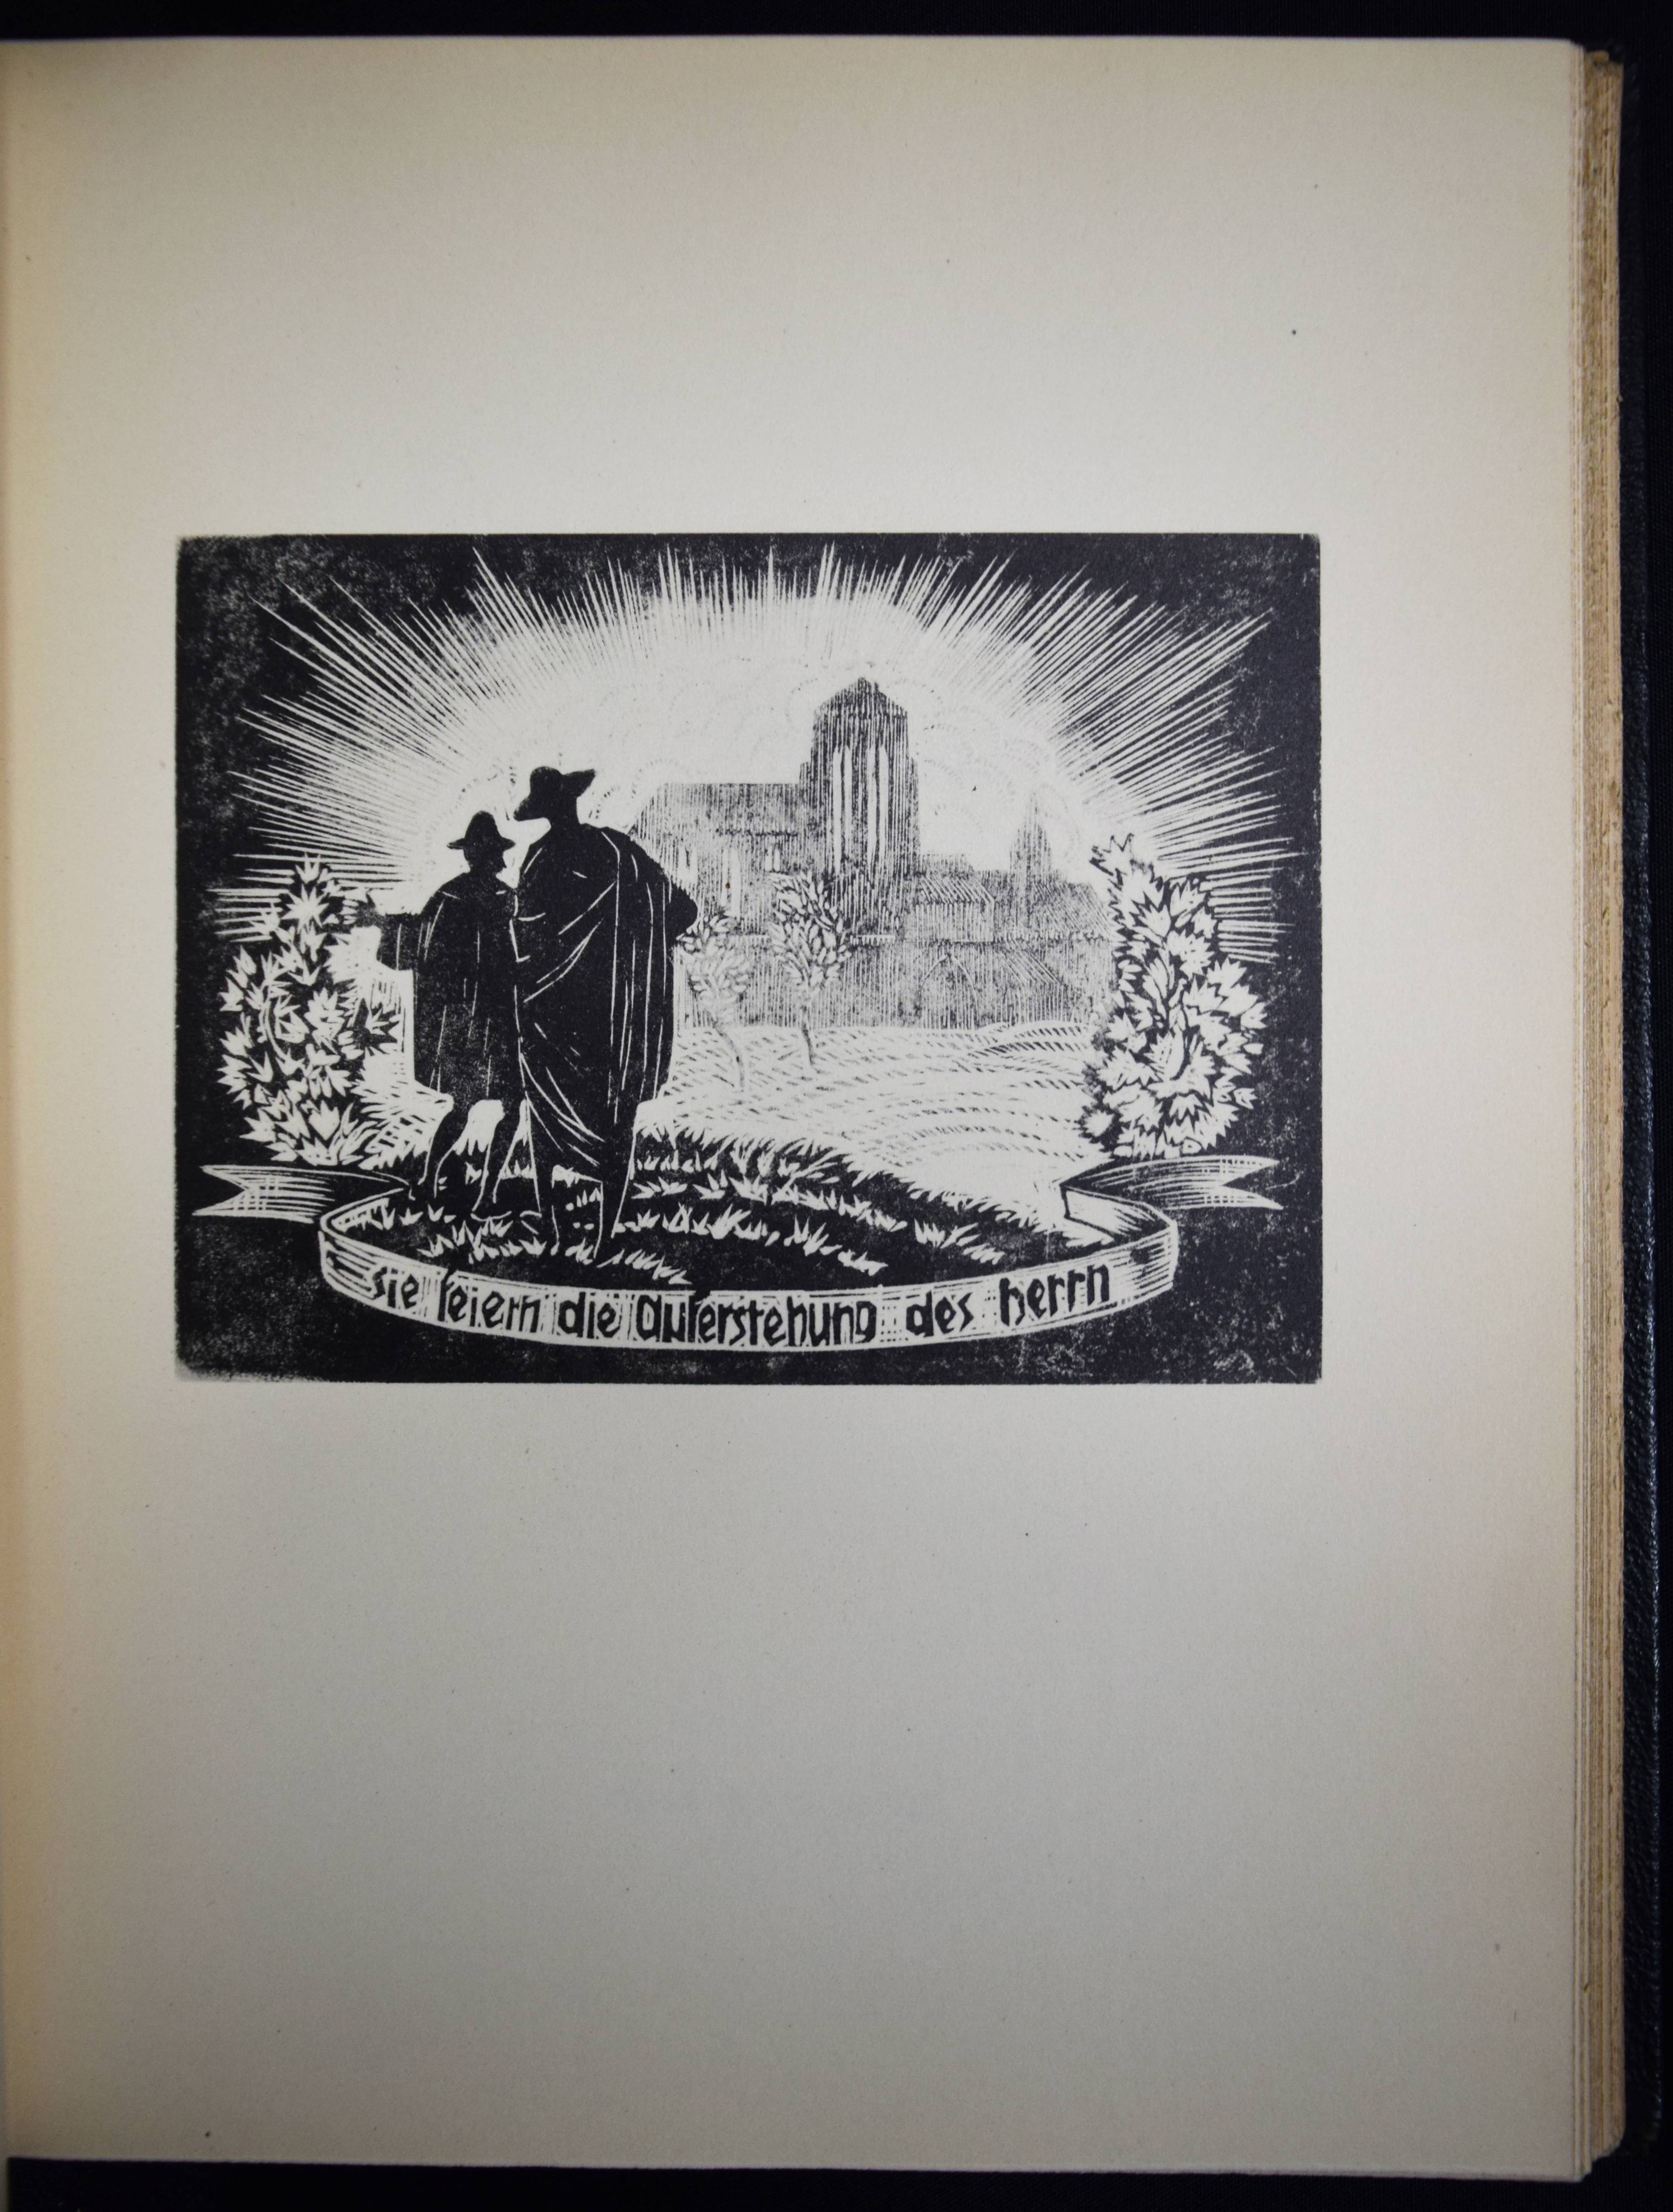 sie feiern die auferstehung des herrn